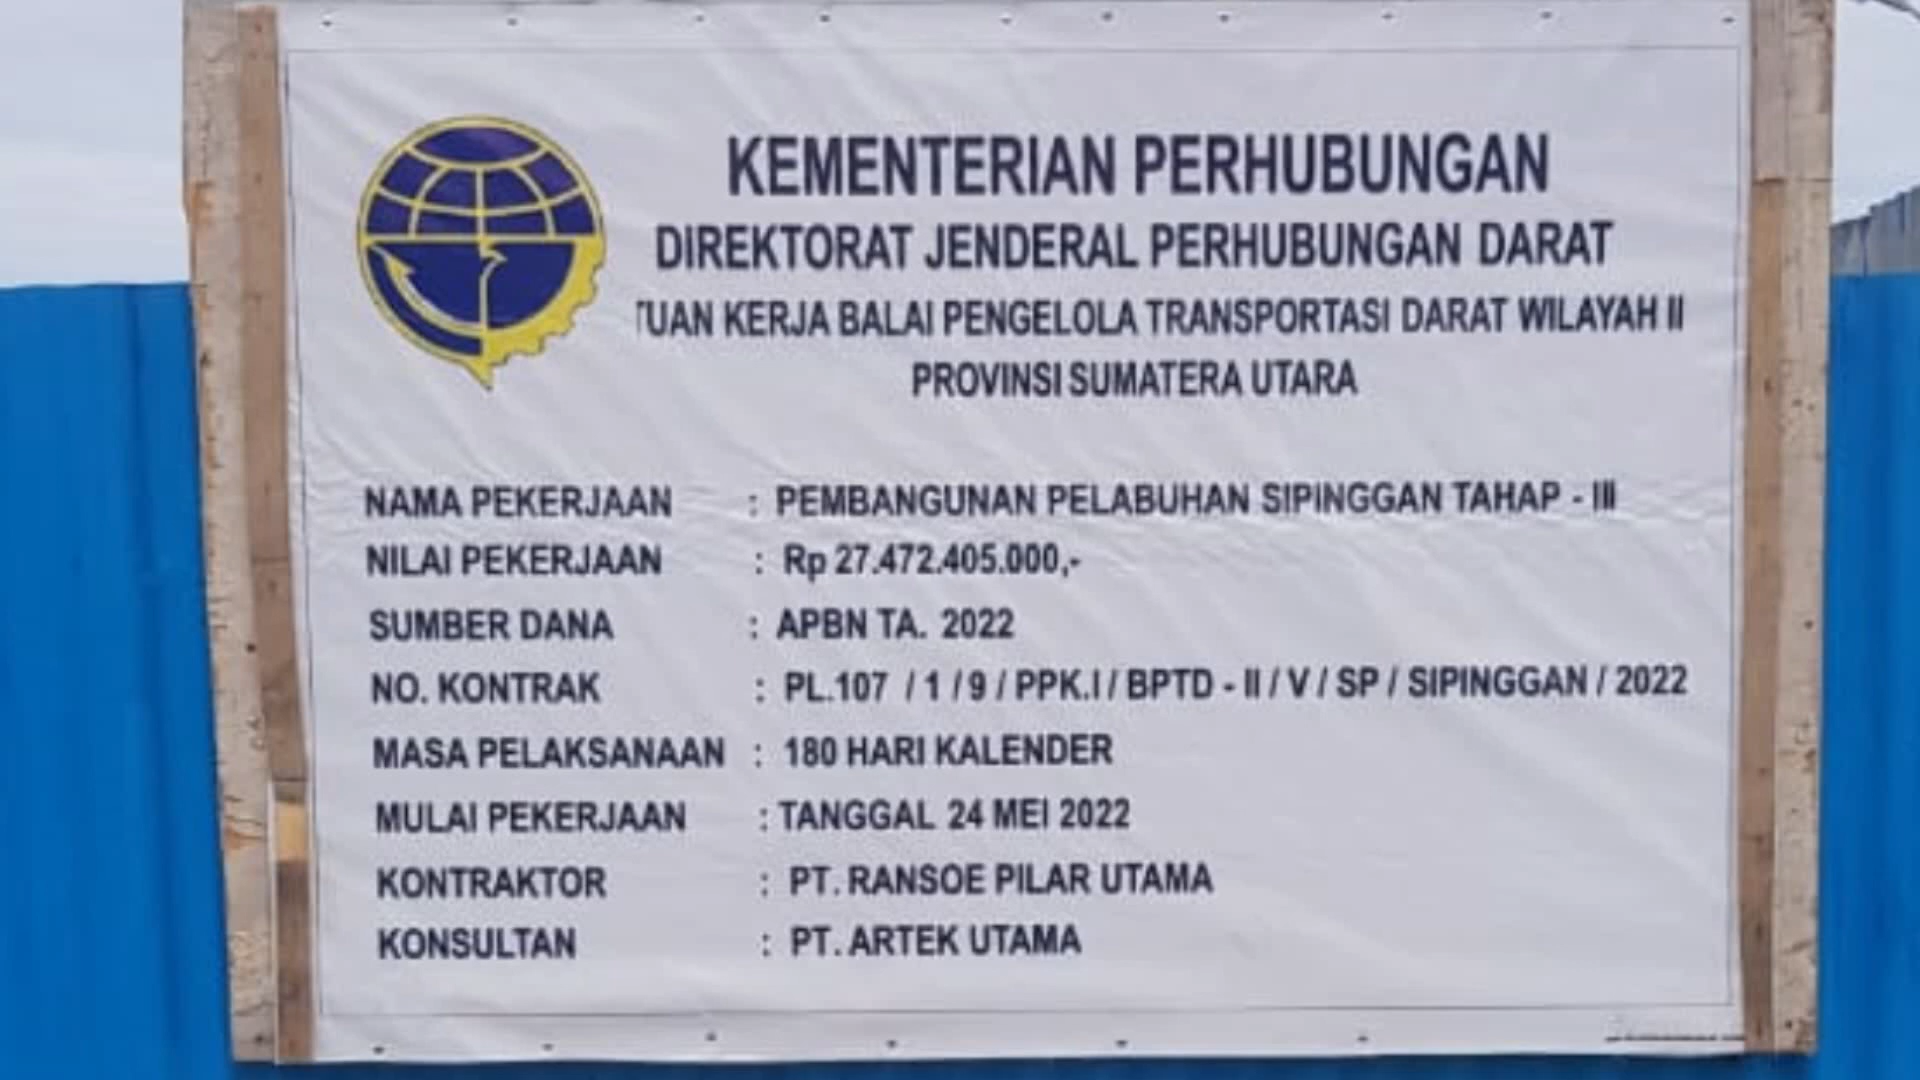 KEMENTERIAN PERHUBUNGAN
DIREKTORAT JENDERAL PERHUBUNGAN DARAT
TUAN KERJA BALAI PENGELOLA TRANSPORTASI DARAT WILAYAH II
PROVINSI SUMATERA UTARA
NAMA PEKERJAAN : PEMBANGUNAN PELABUHAN SIPINGGAN TAHAP - III
NILAI PEKERJAAN : Rp 27.472.405.000,-
SUMBER DANA : APBN TA. 2022
NO. KONTRAK : PL.107 / 1 / 9 / PPK.I / BPTD - II / V / SP / SIPINGGAN / 2022
MASA PELAKSANAAN : 180 HARI KALENDER
MULAI PEKERJAAN : TANGGAL 24 MEI 2022
KONTRAKTOR : PT. RANSOE PILAR UTAMA
KONSULTAN : PT. ARTEK UTAMA